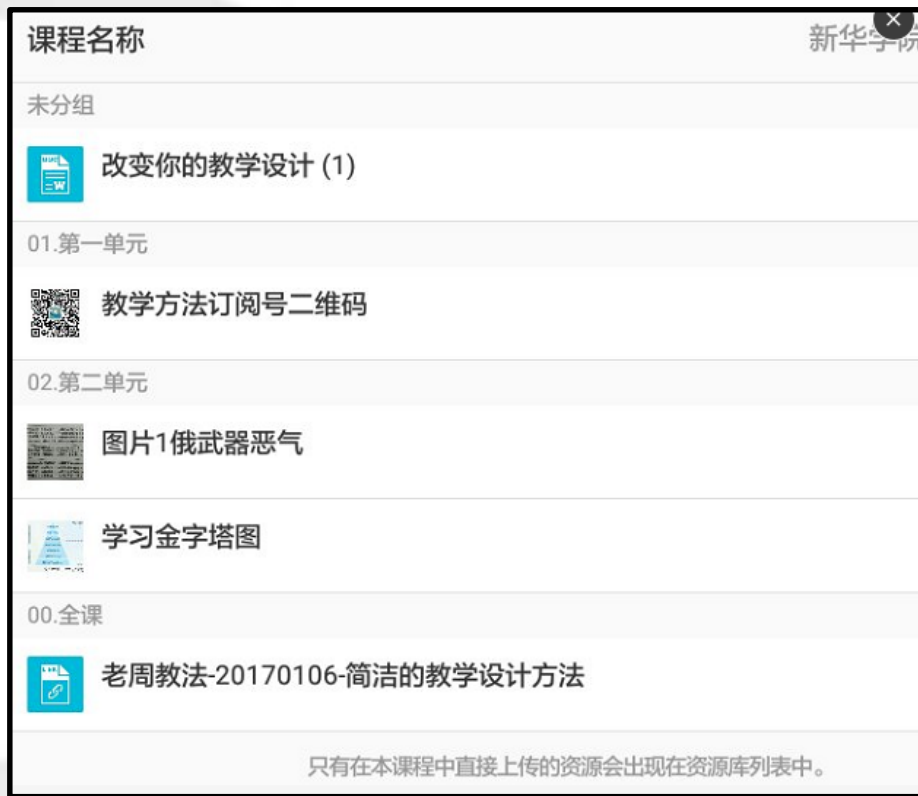 课程名称
新华学院
未分组
改变你的教学设计 (1)
01.第一单元
教学方法订阅号二维码
02.第二单元
图片1俄武器恶气
学习金字塔图
00.全课
老周教法-20170106-简洁的教学设计方法
只有在本课程中直接上传的资源会出现在资源库列表中。